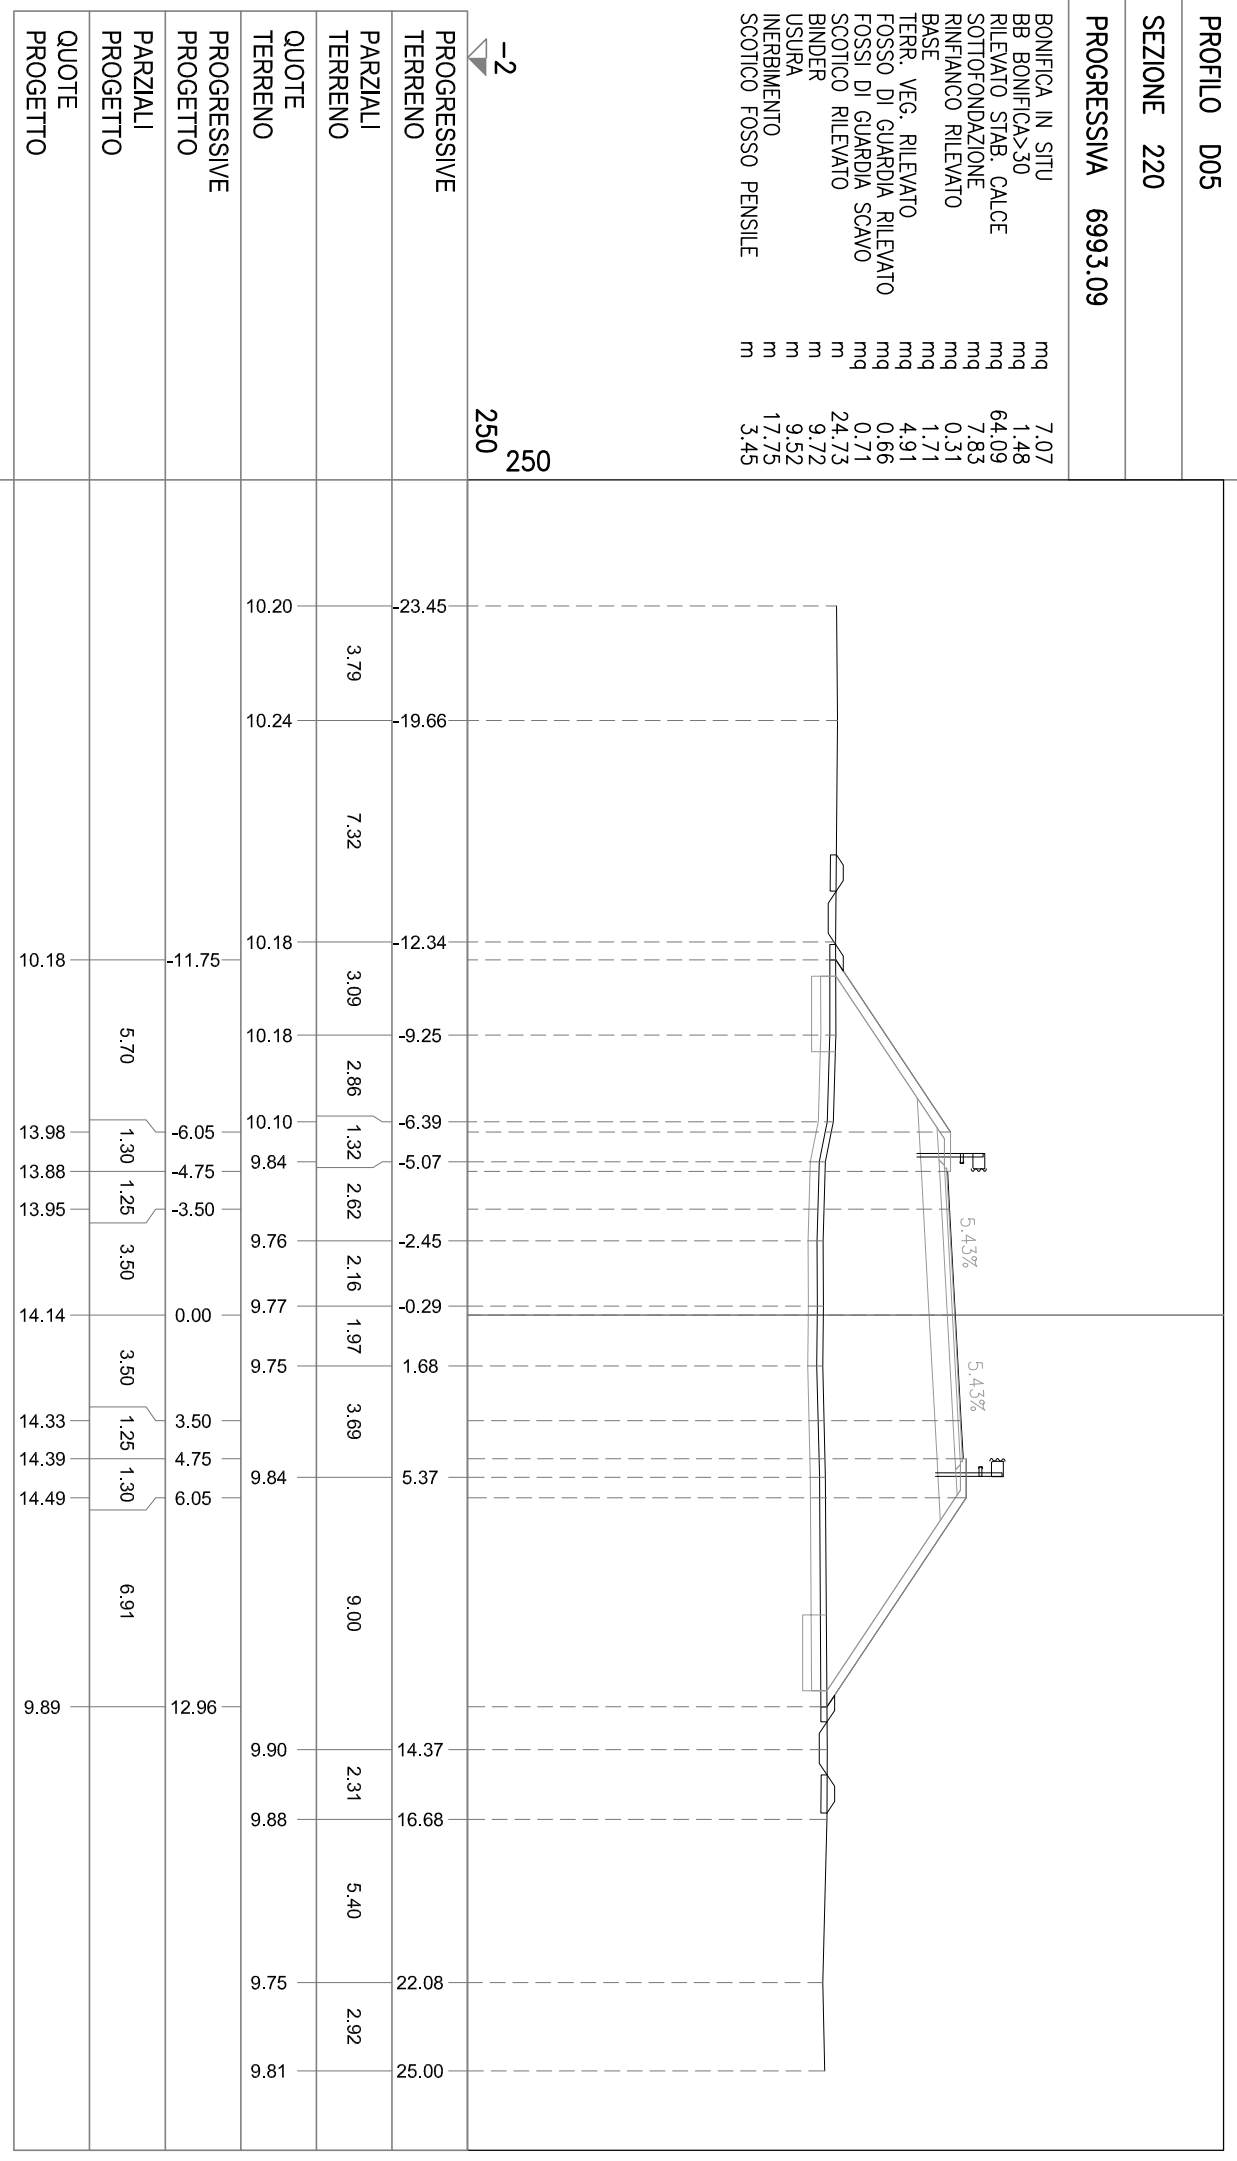 PROFILO D05
SEZIONE 220
PROGRESSIVA 6993.09
BONIFICA IN SITU mq 7.07
BB BONIFICA>30 mq 1.48
RILEVATO STAB. CALCE mq 64.09
SOTTOFONDAZIONE mq 7.83
RINFIANCO RILEVATO mq 0.31
BASE mq 1.71
TERR. VEG. RILEVATO mq 4.91
FOSSO DI GUARDIA RILEVATO mq 0.66
FOSSI DI GUARDIA SCAVO mq 0.71
SCOTICO RILEVATO m 24.73
BINDER m 9.72
USURA m 9.52
INERBIMENTO m 17.75
SCOTICO FOSSO PENSILE m 3.45
5.43% 5.43%
250
-2 250
PROGRESSIVE
TERRENO
-23.45 -19.66 -12.34 -9.25 -6.39 -5.07 -2.45 -0.29 1.68 5.37 14.37 16.68 22.08 25.00
PARZIALI
TERRENO
3.79 7.32 3.09 2.86 1.32 2.62 2.16 1.97 3.69 9.00 2.31 5.40 2.92
QUOTE
TERRENO
10.20 10.24 10.18 10.18 10.10 9.84 9.76 9.77 9.75 9.84 9.90 9.88 9.75 9.81
PROGRESSIVE
PROGETTO
-11.75 -6.05 -4.75 -3.50 0.00 3.50 4.75 6.05 12.96
PARZIALI
PROGETTO
5.70 1.30 1.25 3.50 3.50 1.25 1.30 6.91
QUOTE
PROGETTO
10.18 13.98 13.88 13.95 14.14 14.33 14.39 14.49 9.89